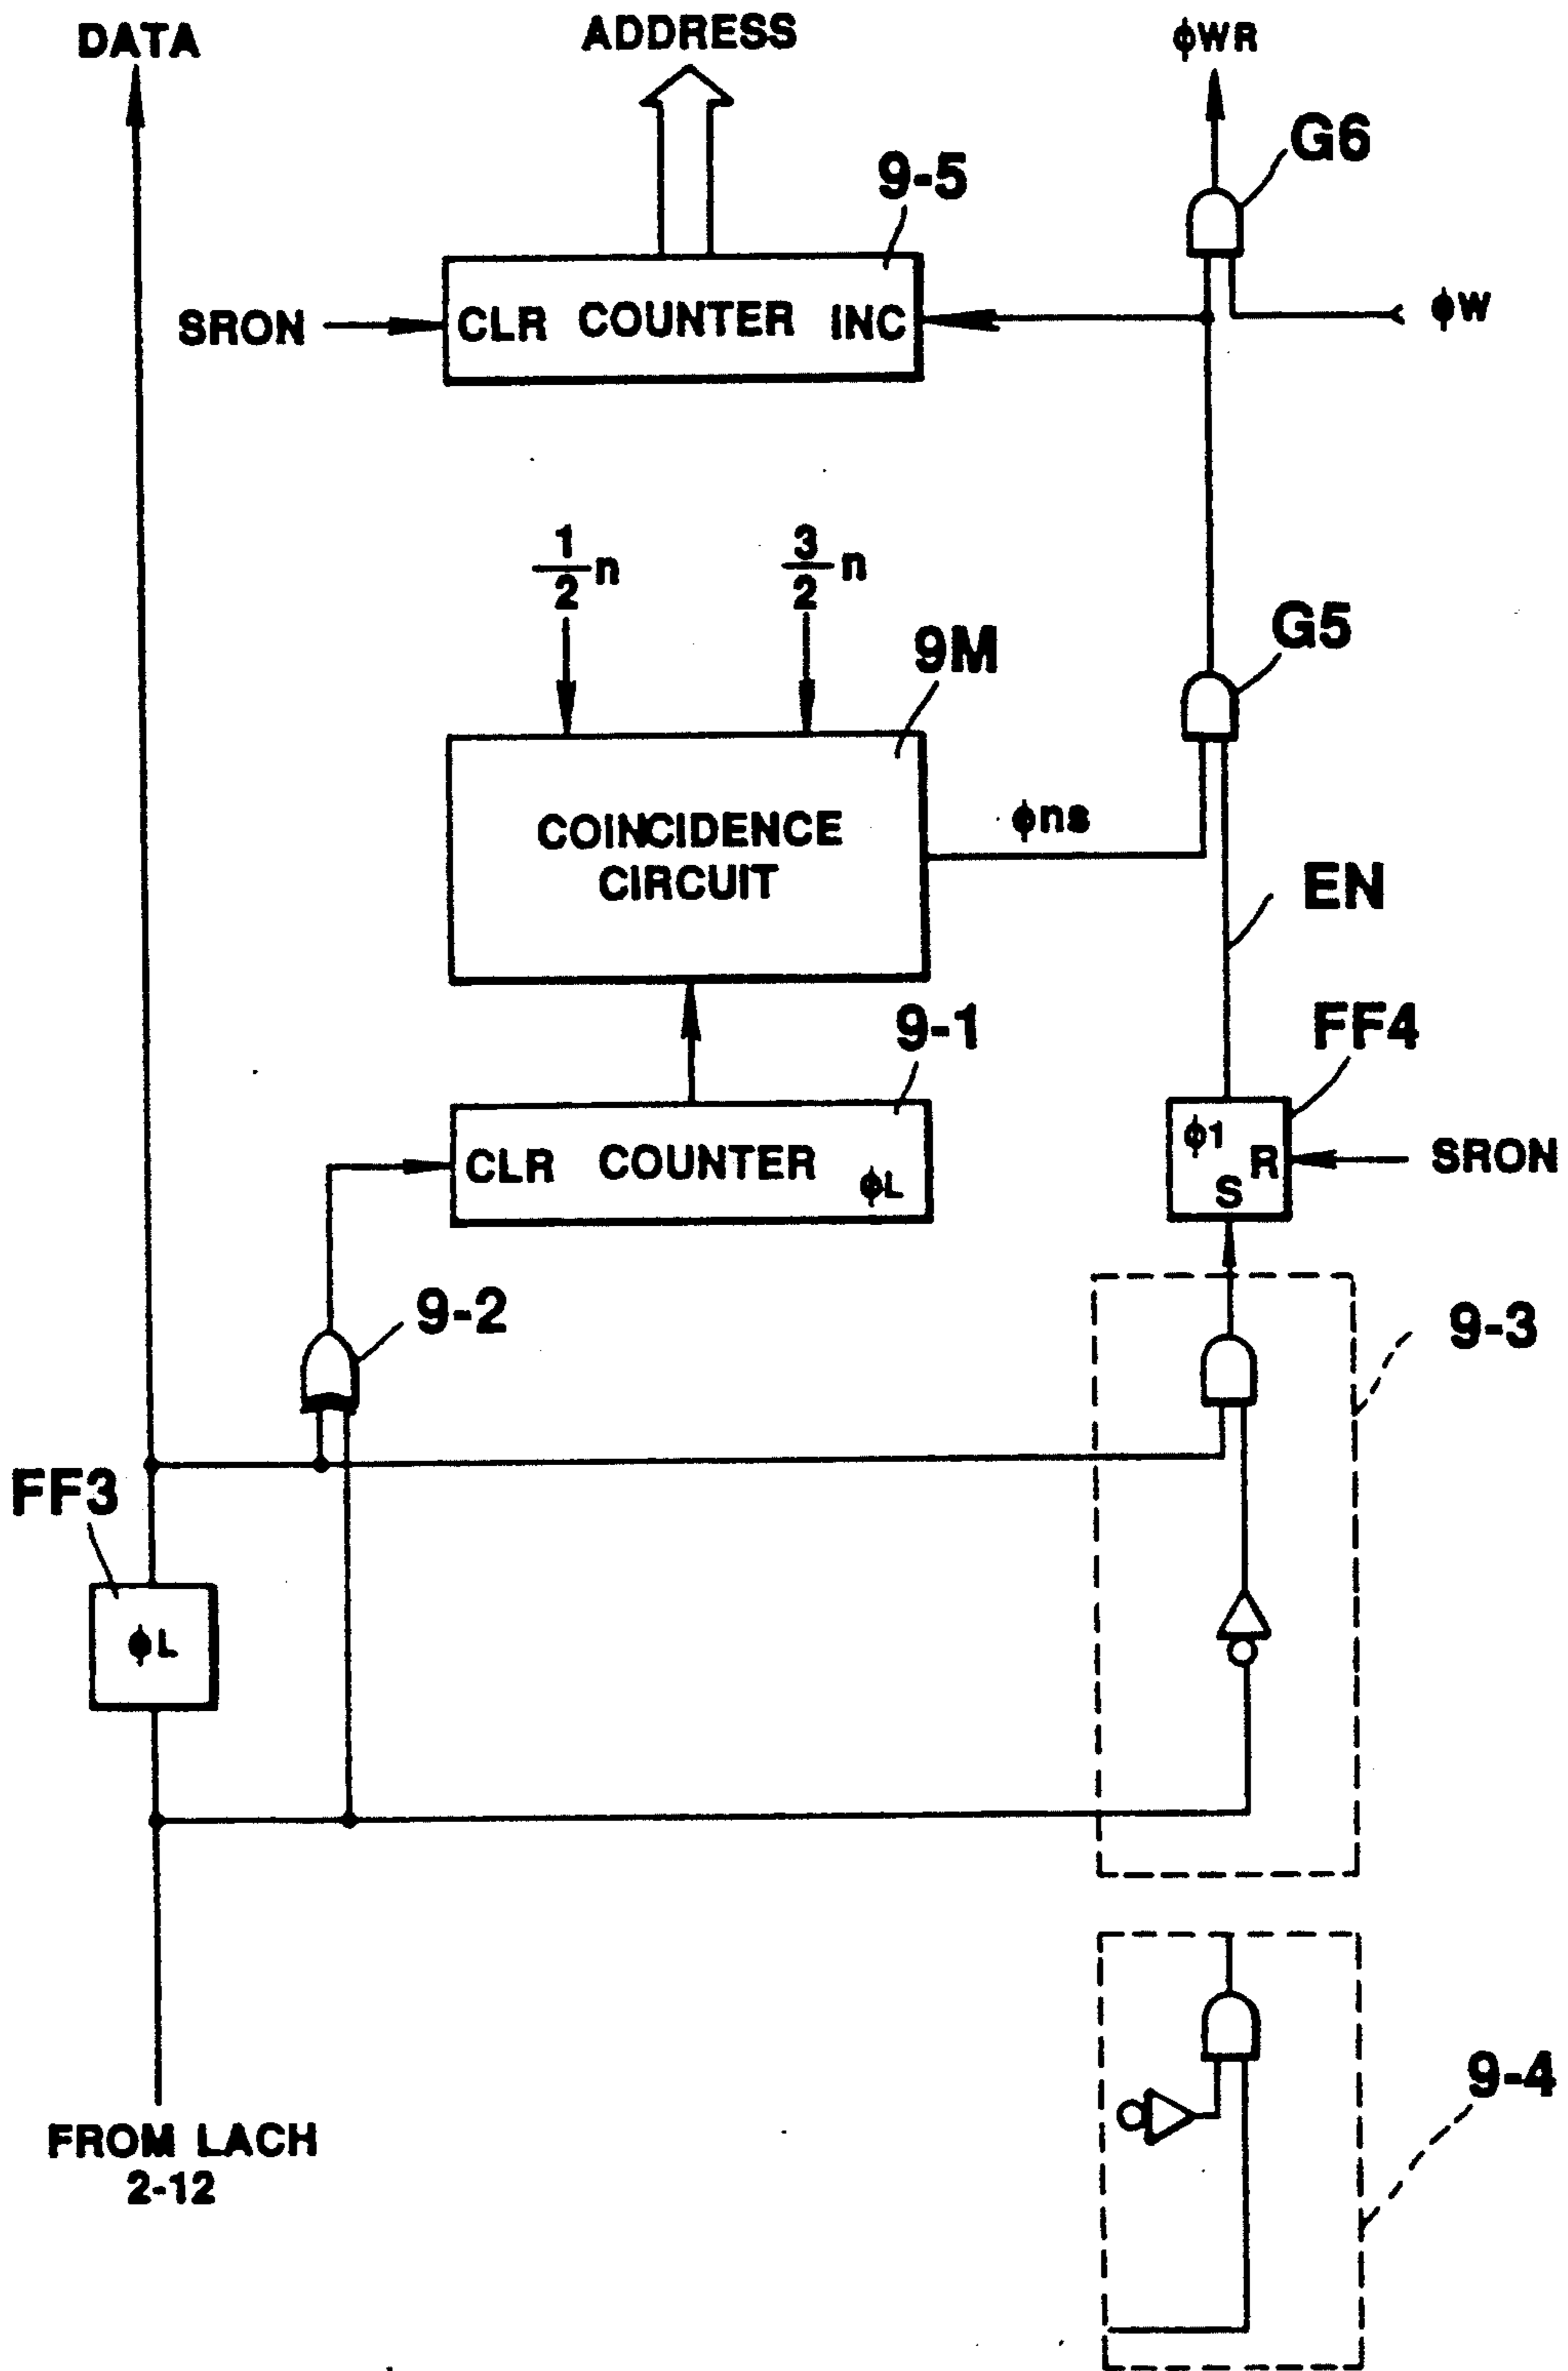 DATA
ADDRESS
ϕWR
G6
9-5
SRON
CLR COUNTER INC
ϕW
1/2 n
3/2 n
9M
G5
COINCIDENCE
CIRCUIT
ϕns
EN
9-1
FF4
CLR COUNTER ϕL
ϕ1
R
S
SRON
9-2
9-3
FF3
ϕL
9-4
FROM LACH
2-12